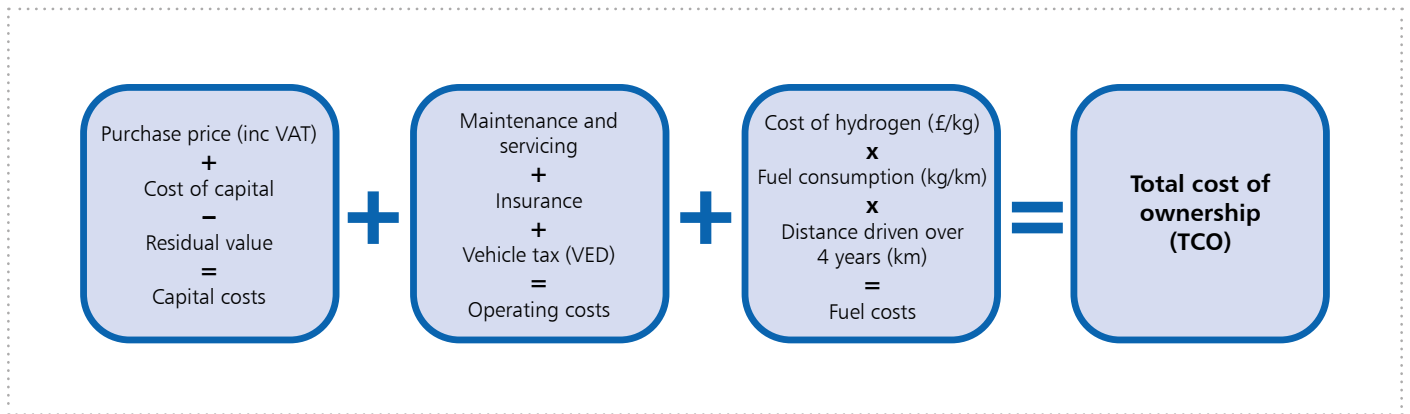 Purchase price (inc VAT)
+
Cost of capital
–
Residual value
=
Capital costs
+
Maintenance and
servicing
+
Insurance
+
Vehicle tax (VED)
=
Operating costs
+
Cost of hydrogen (£/kg)
x
Fuel consumption (kg/km)
x
Distance driven over
4 years (km)
=
Fuel costs
=
Total cost of
ownership
(TCO)